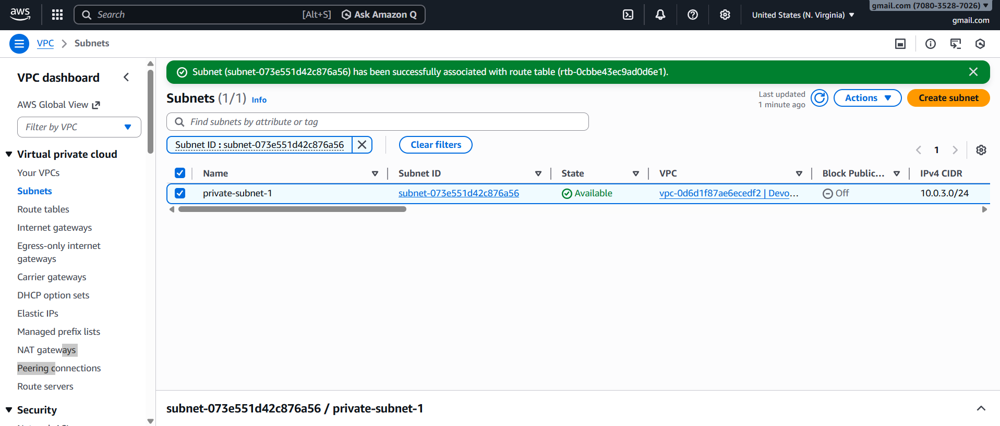 aws
Search [Alt+S] Ask Amazon Q
United States (N. Virginia)
gmail.com (7080-3528-7026)
gmail.com
VPC Subnets
VPC dashboard
AWS Global View
Filter by VPC
Virtual private cloud
Your VPCs
Subnets
Route tables
Internet gateways
Egress-only internet
gateways
Carrier gateways
DHCP option sets
Elastic IPs
Managed prefix lists
NAT gateways
Peering connections
Route servers
Security
Subnet (subnet-073e551d42c876a56) has been successfully associated with route table (rtb-0cbbe43ec9ad0d6e1).
Subnets (1/1) Info
Last updated
1 minute ago
Actions
Create subnet
Find subnets by attribute or tag
Subnet ID : subnet-073e551d42c876a56
Clear filters
1
Name Subnet ID State VPC Block Public... IPv4 CIDR
private-subnet-1 subnet-073e551d42c876a56 Available vpc-0d6d1f87ae6ecedf2 | Devo... Off 10.0.3.0/24
subnet-073e551d42c876a56 / private-subnet-1